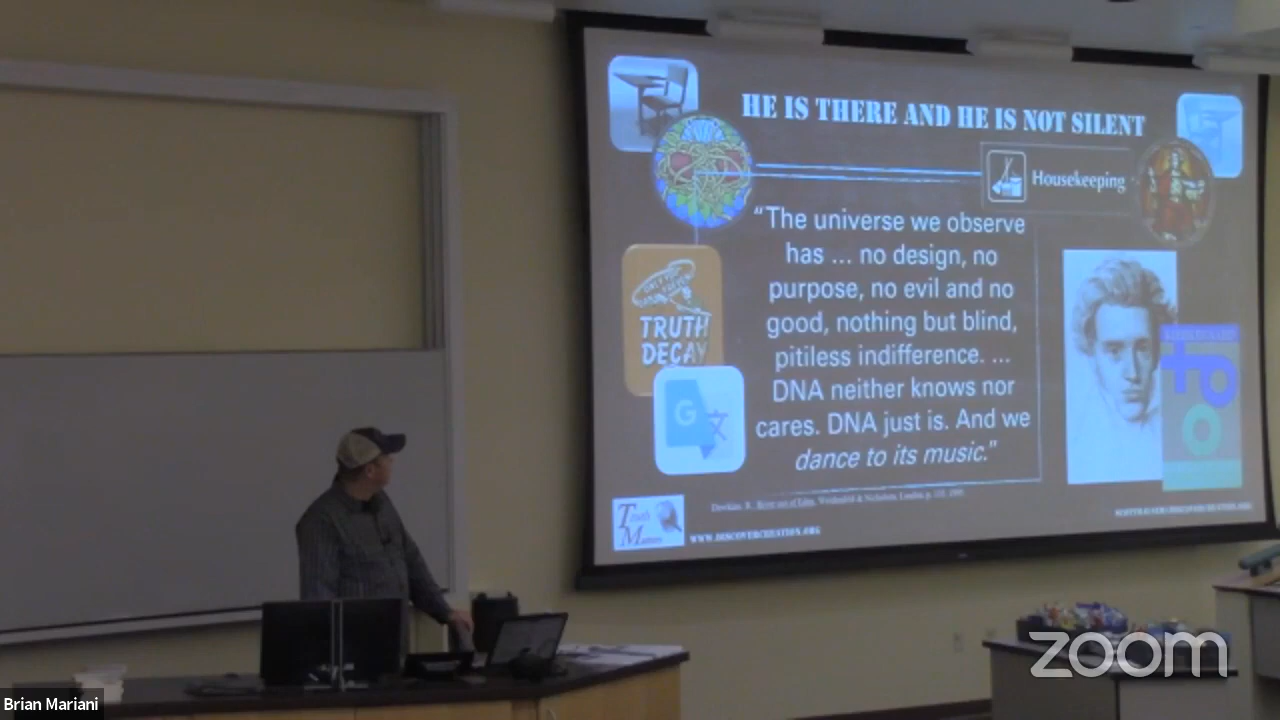 HE IS THERE AND HE IS NOT SILENT
Housekeeping
“The universe we observe
has ... no design, no
purpose, no evil and no
good, nothing but blind,
pitiless indifference. ...
DNA neither knows nor
cares. DNA just is. And we
dance to its music.”
TRUTH
DECAY
G
Truth
Matters
WWW.DISCOVERCREATION.ORG
zoom
Brian Mariani